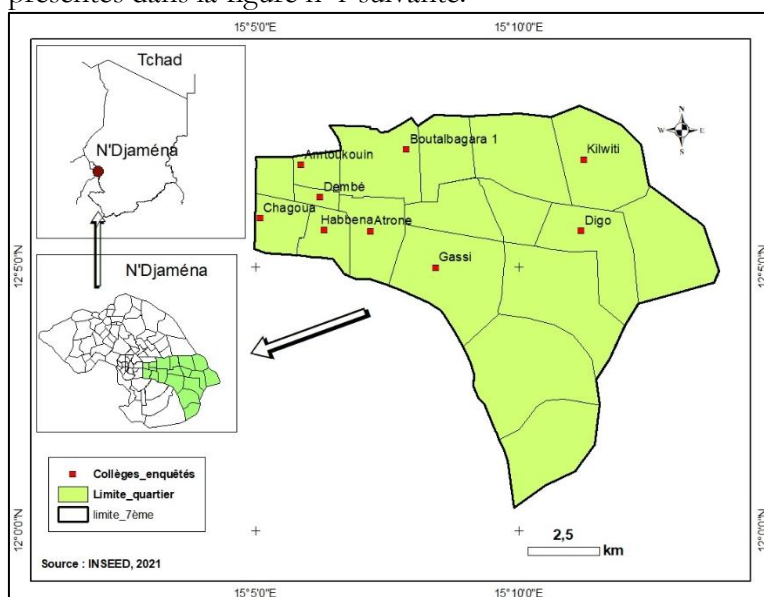 présentés dans la figure n°1 suivante.
15°5'0"E
15°10'0"E
Tchad
N'Djaména
N
W
E
S
Boutalbagara 1
Kilwiti
Amtoukouin
Dembé
Chagoua
Habbena
Atrone
Digo
Gassi
12°5'0"N
12°5'0"N
N'Djaména
Collèges_enquêtés
Limite_quartier
limite_7ème
12°0'0"N
12°0'0"N
2,5
km
Source : INSEED, 2021
15°5'0"E
15°10'0"E